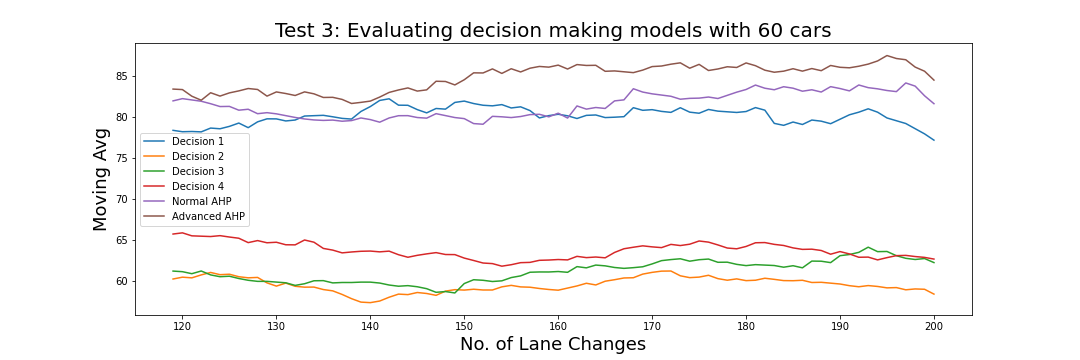 Test 3: Evaluating decision making models with 60 cars
Moving Avg
85
80
75
70
65
60
Decision 1
Decision 2
Decision 3
Decision 4
Normal AHP
Advanced AHP
120 130 140 150 160 170 180 190 200
No. of Lane Changes